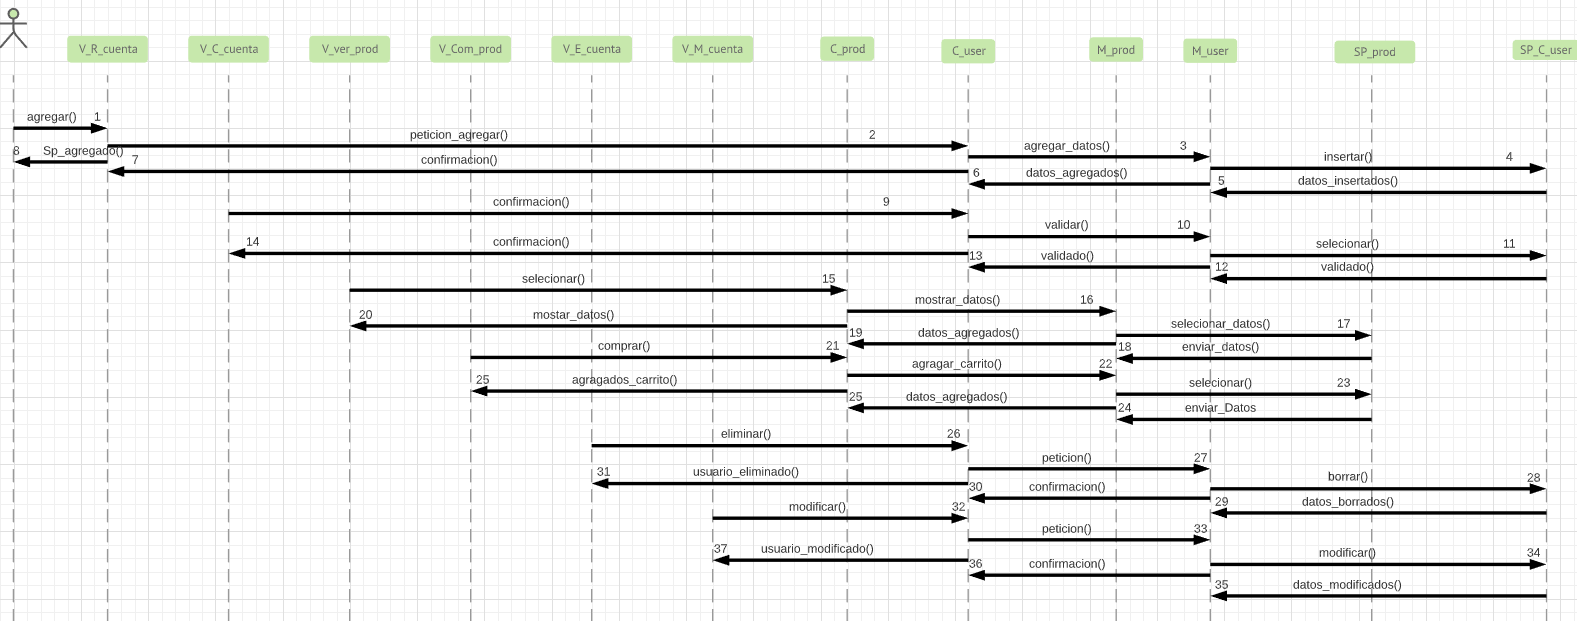 V_R_cuenta V_C_cuenta V_ver_prod V_Com_prod V_E_cuenta V_M_cuenta C_prod C_user M_prod M_user SP_prod SP_C_user
agregar() 1
peticion_agregar() 2
8 Sp_agregado()
agregar_datos() 3
confirmacion() 7
insertar() 4
6 datos_agregados()
5 datos_insertados()
confirmacion() 9
validar() 10
14 confirmacion()
selecionar() 11
13 validado()
12 validado()
selecionar() 15
mostrar_datos() 16
20 mostar_datos()
selecionar_datos() 17
19 datos_agregados()
18 enviar_datos()
comprar() 21
agragar_carrito() 22
25 agragados_carrito()
selecionar() 23
25 datos_agregados()
24 enviar_Datos
eliminar() 26
peticion() 27
31 usuario_eliminado()
borrar() 28
30 confirmacion()
29 datos_borrados()
modificar() 32
peticion() 33
37 usuario_modificado()
modificar() 34
36 confirmacion()
35 datos_modificados()